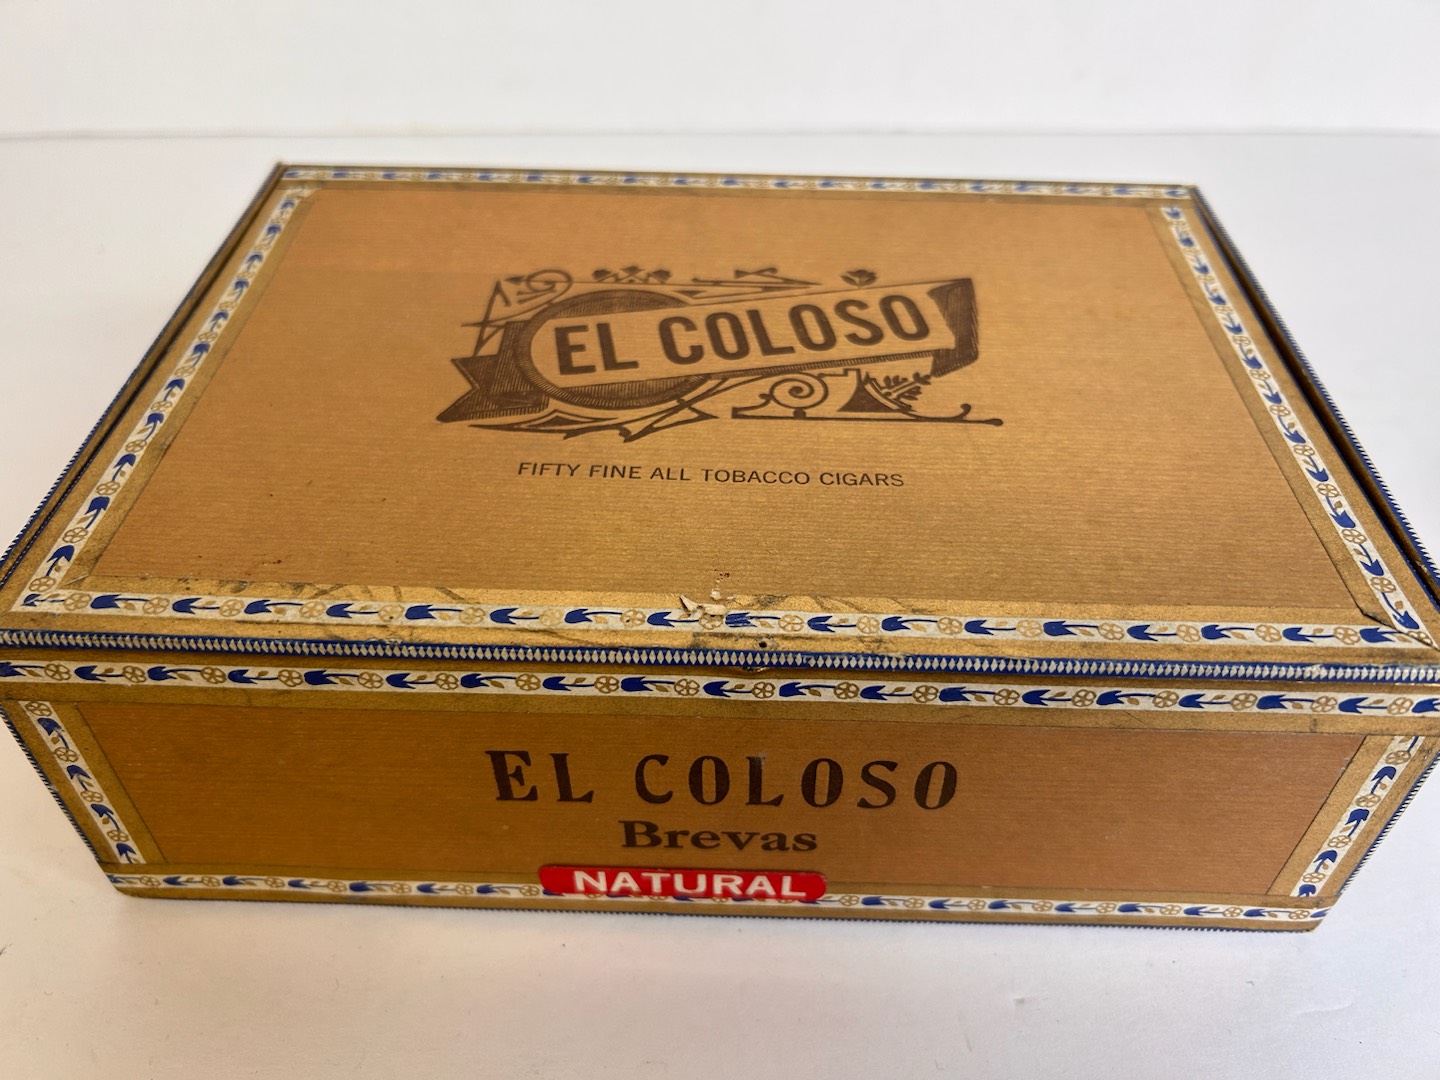 EL COLOSO
FIFTY FINE ALL TOBACCO CIGARS
EL COLOSO
Brevas
NATURAL